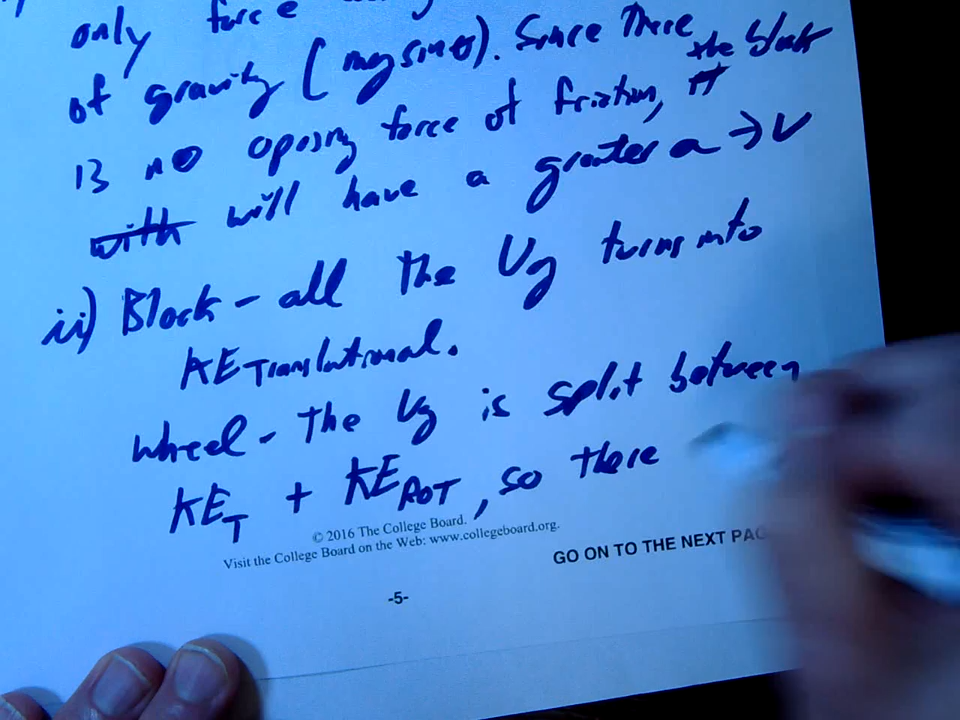 only force
of gravity (mg sinθ). Since there the block
is no opposing force of friction, it
with will have a greater a → v
ii) Block - all the Ug turns into
KE Translational.
Wheel - The Ug is split between
KE_T + KE_ROT, so there
© 2016 The College Board.
Visit the College Board on the Web: www.collegeboard.org.
GO ON TO THE NEXT PAG
-5-